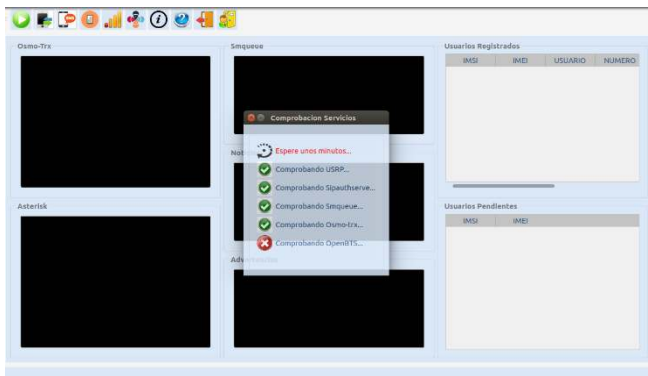 Osmo-Trx
Smqueue
Usuarios Registrados
IMSI IMEI USUARIO NUMERO
Comprobacion Servicios
Espere unos minutos...
Comprobando USRP...
Comprobando Sipauthserve...
Comprobando Smqueue...
Comprobando Osmo-trx...
Comprobando OpenBTS...
Asterisk
Usuarios Pendientes
IMSI IMEI